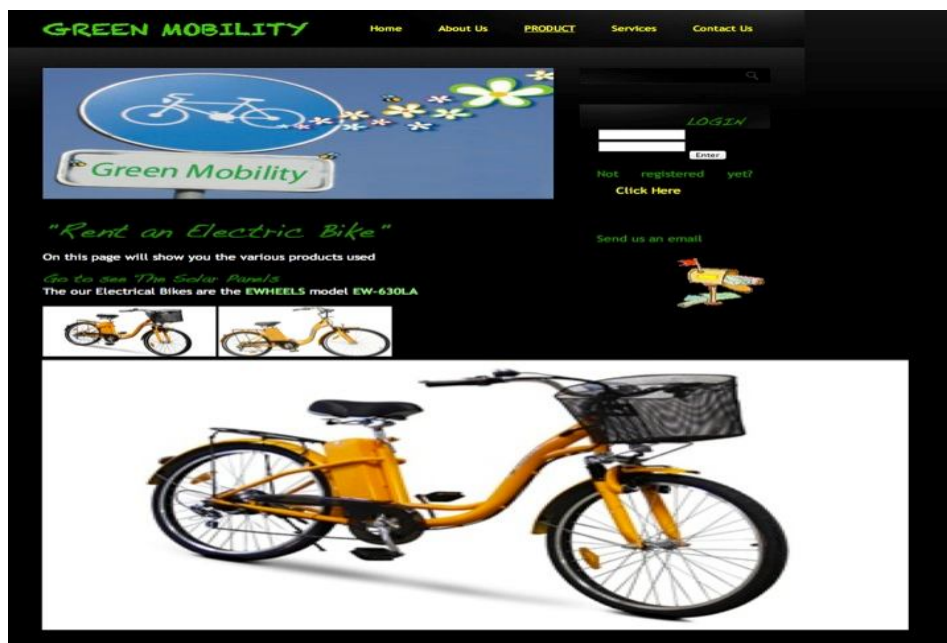 GREEN MOBILITY
Home About Us PRODUCT Services Contact Us
Green Mobility
LOGIN
Enter
Not registered yet?
Click Here
"Rent an Electric Bike"
On this page will show you the various products used
Send us an email
Go to see The Solar Panels
The our Electrical Bikes are the EWHEELS model EW-630LA